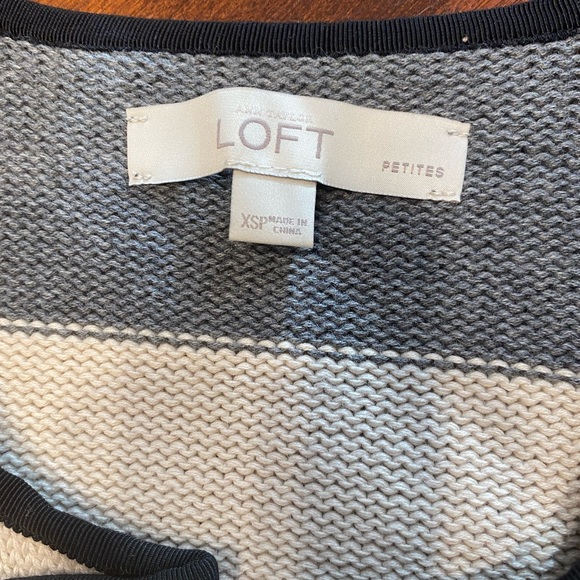 ANN TAYLOR
LOFT
PETITES
XSP MADE IN
CHINA